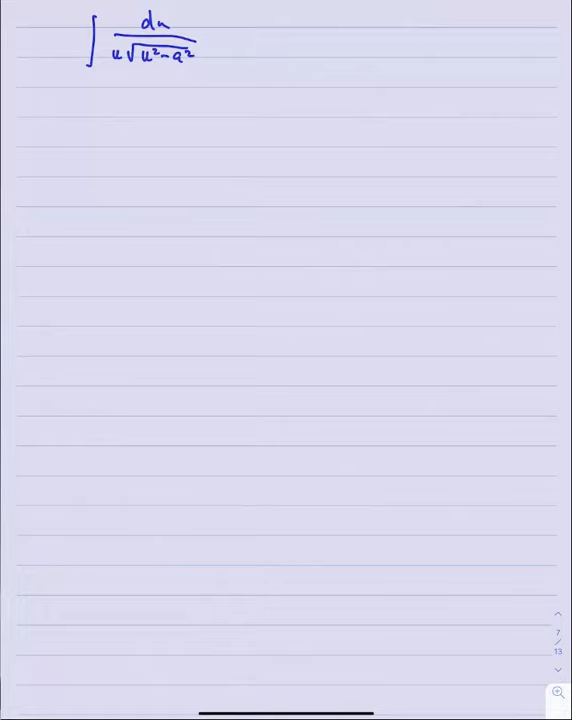 ∫ du / (u√(u² - a²))
7
/
13